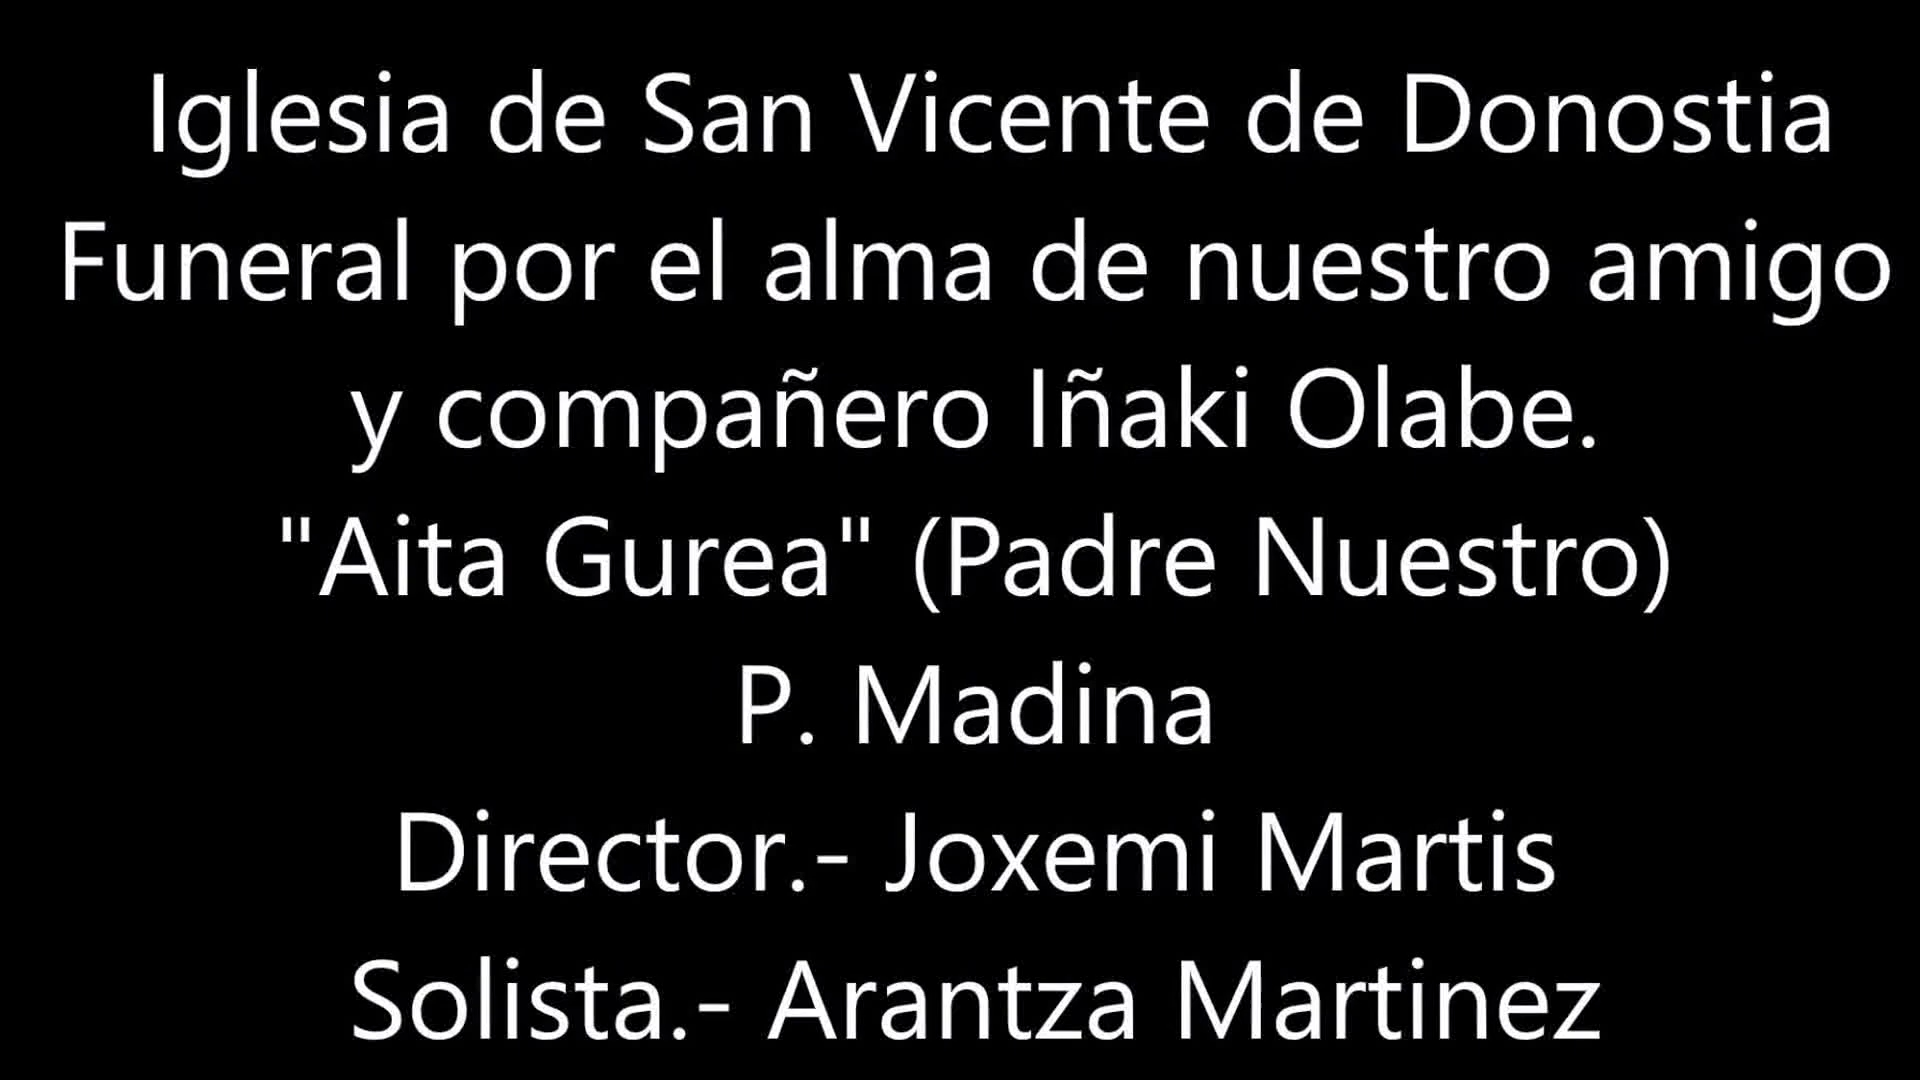 Iglesia de San Vicente de Donostia
Funeral por el alma de nuestro amigo
y compañero Iñaki Olabe.
"Aita Gurea" (Padre Nuestro)
P. Madina
Director.- Joxemi Martis
Solista.- Arantza Martinez